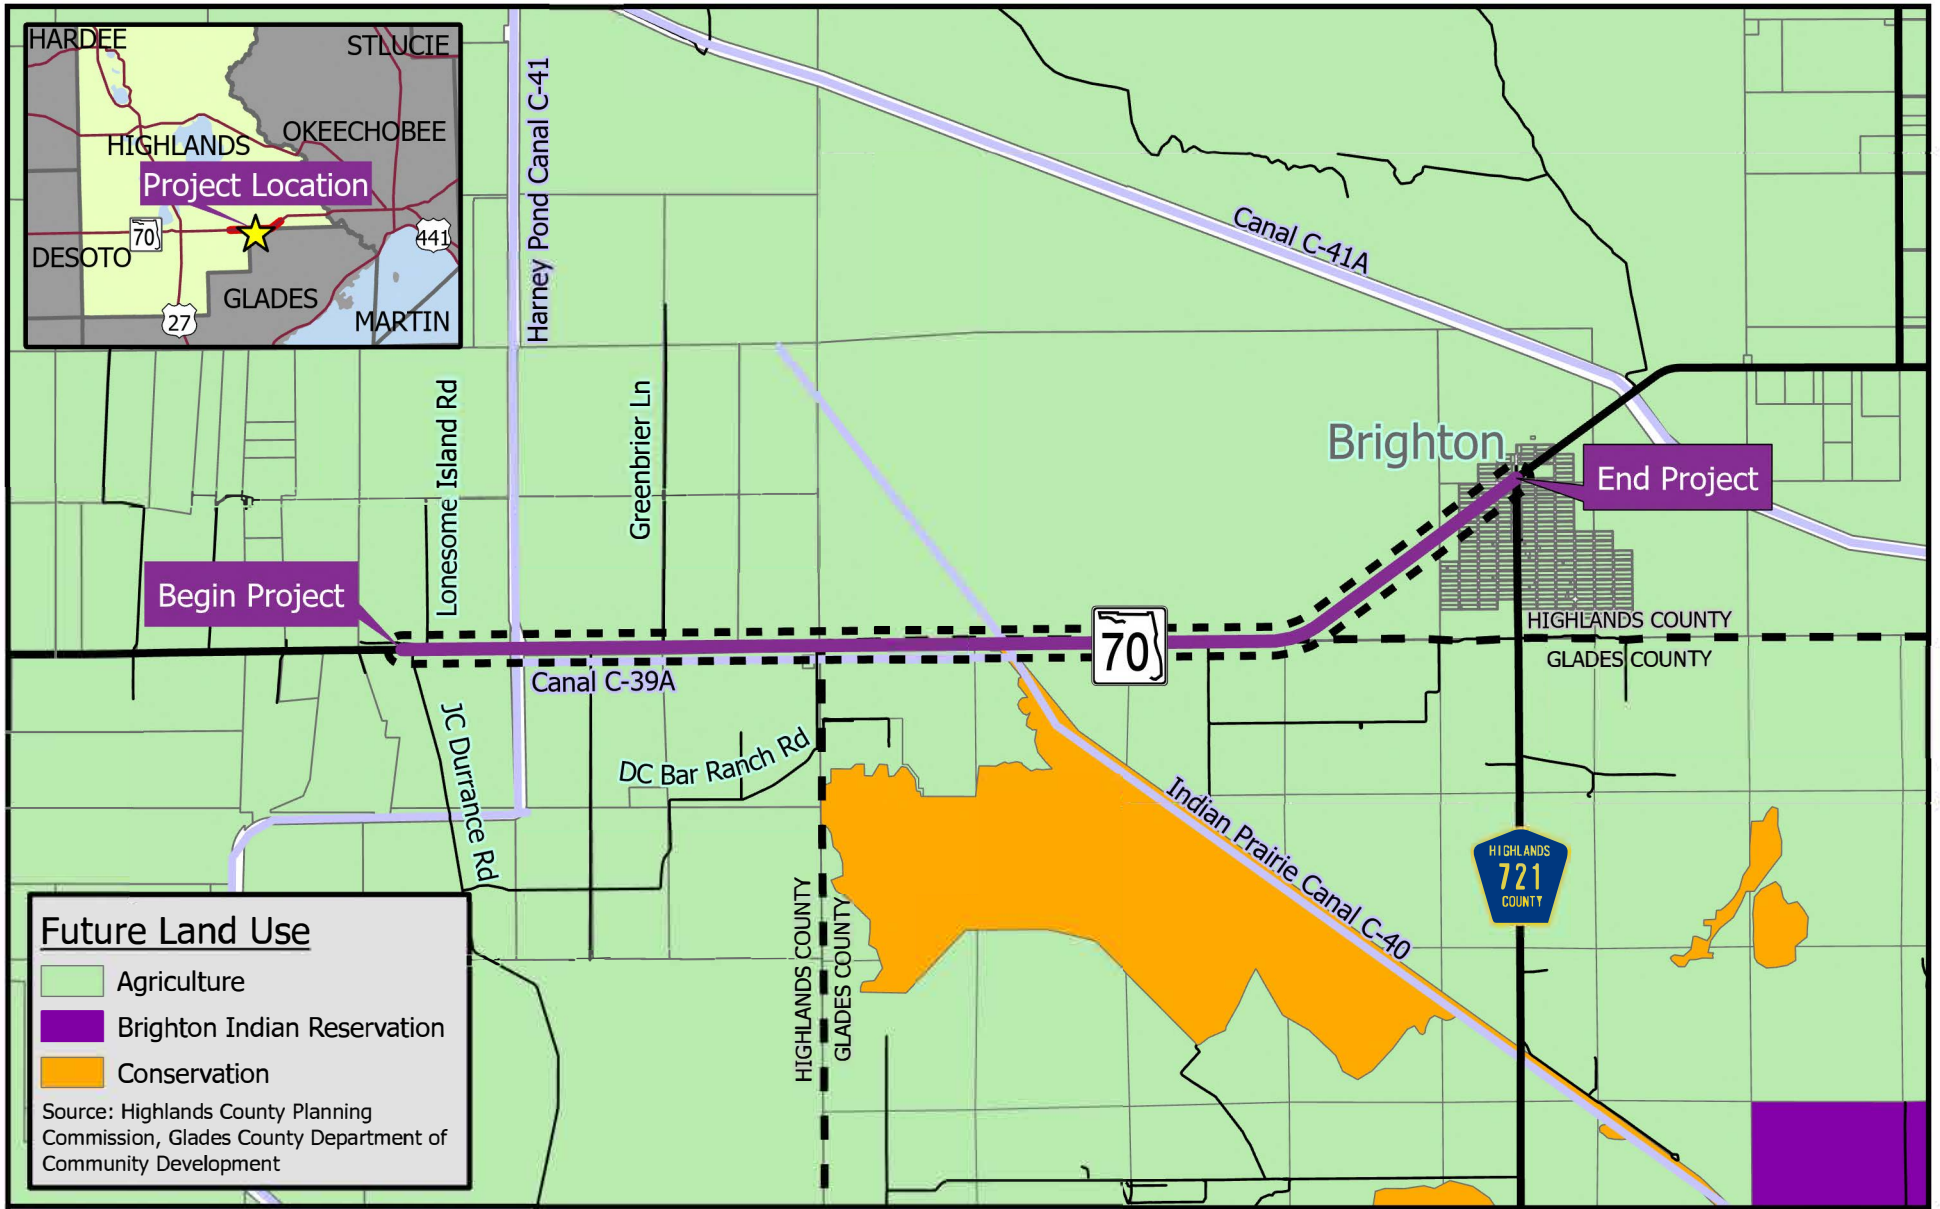 HARDEE
STLUCIE
HIGHLANDS
OKEECHOBEE
Project Location
70
441
DESOTO
GLADES
27
MARTIN
Harney Pond Canal C-41
Canal C-41A
Lonesome Island Rd
Greenbrier Ln
Brighton
End Project
Begin Project
70
HIGHLANDS COUNTY
GLADES COUNTY
Canal C-39A
JC Durrance Rd
DC Bar Ranch Rd
Indian Prairie Canal C-40
HIGHLANDS
721
COUNTY
HIGHLANDS COUNTY
GLADES COUNTY
Future Land Use
Agriculture
Brighton Indian Reservation
Conservation
Source: Highlands County Planning
Commission, Glades County Department of
Community Development